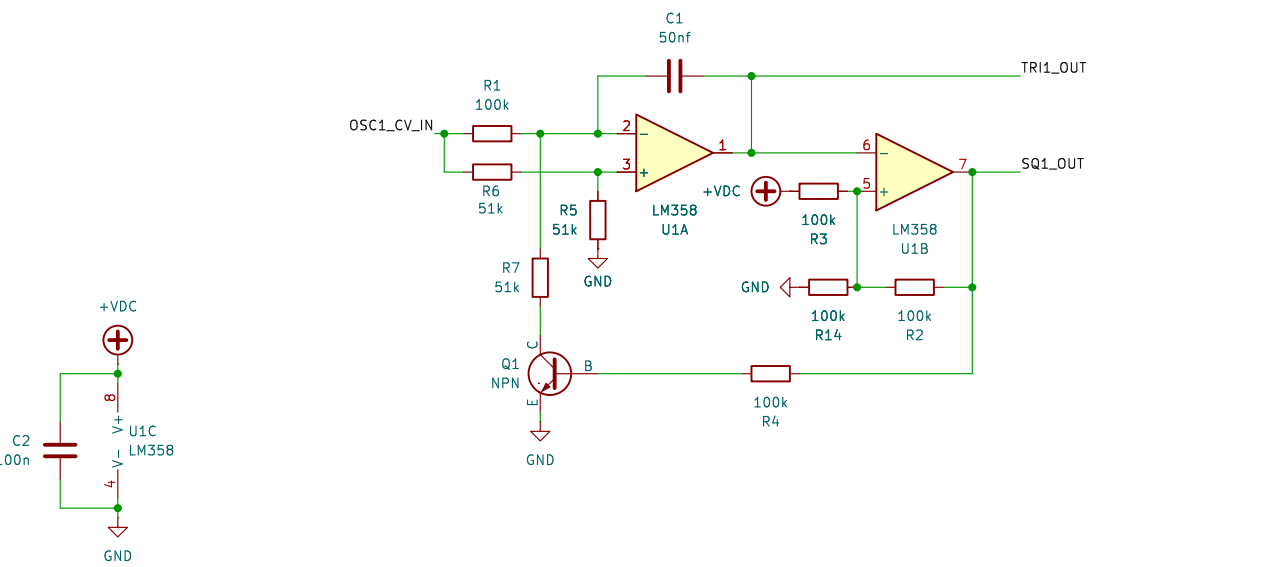 C1
50nf
TRI1_OUT
R1
100k
OSC1_CV_IN
2
3
1
R6
51k
R5
51k
GND
LM358
U1A
+VDC
100k
R3
6
5
7
SQ1_OUT
LM358
U1B
R7
51k
GND
100k
R14
100k
R2
Q1
NPN
C
B
E
100k
R4
GND
+VDC
8
V+
V-
4
U1C
LM358
C2
100n
GND